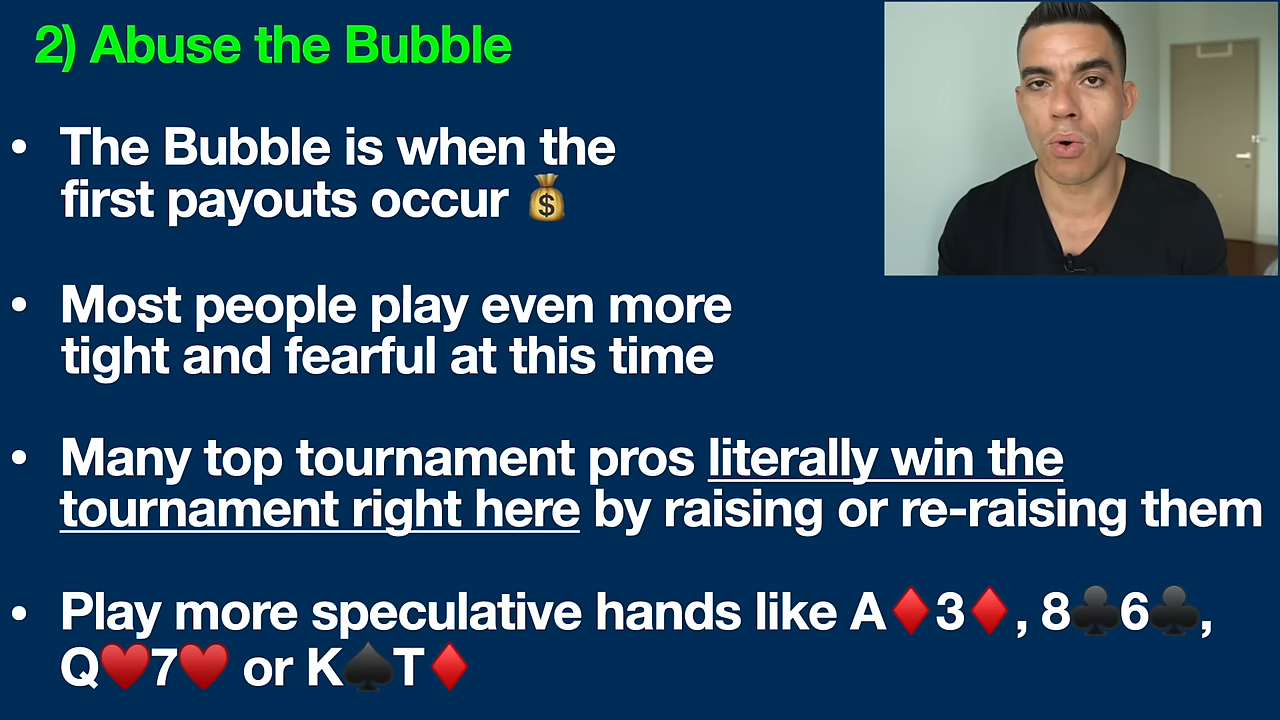 2) Abuse the Bubble
• The Bubble is when the
first payouts occur 💰
• Most people play even more
tight and fearful at this time
• Many top tournament pros literally win the
tournament right here by raising or re-raising them
• Play more speculative hands like A♦3♦, 8♣6♣,
Q♥7♥ or K♠T♦